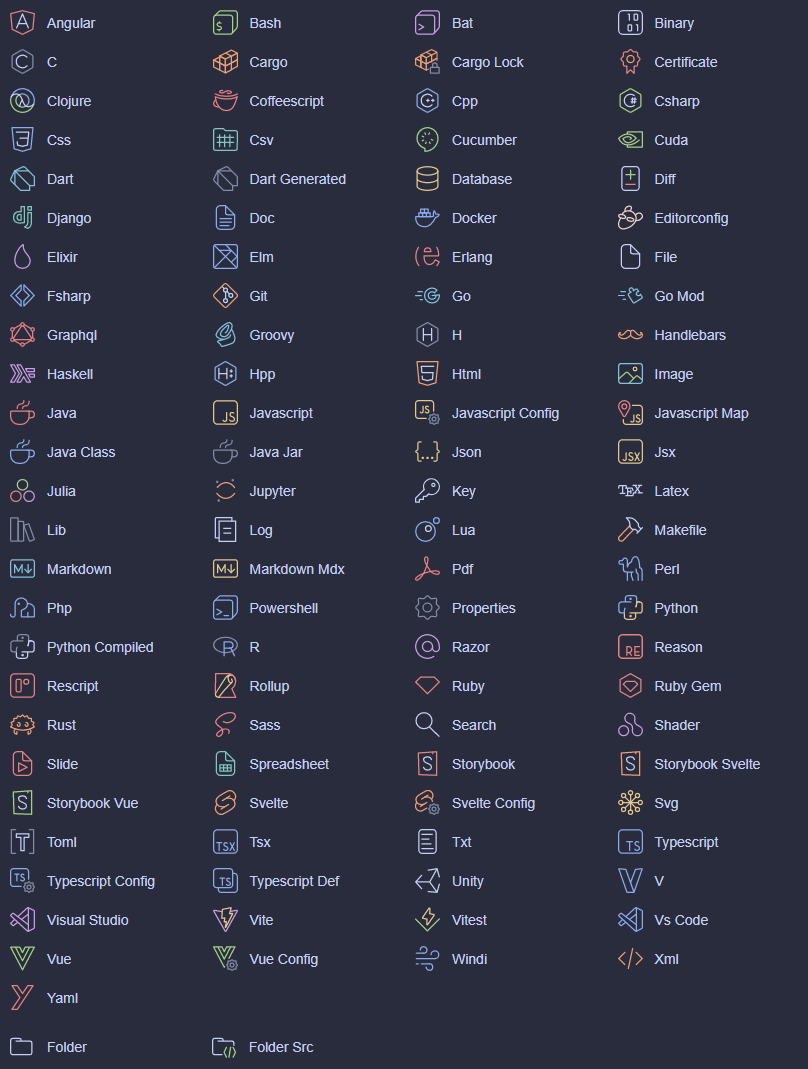 Angular Bash Bat Binary
C Cargo Cargo Lock Certificate
Clojure Coffeescript Cpp Csharp
Css Csv Cucumber Cuda
Dart Dart Generated Database Diff
Django Doc Docker Editorconfig
Elixir Elm Erlang File
Fsharp Git Go Go Mod
Graphql Groovy H Handlebars
Haskell Hpp Html Image
Java Javascript Javascript Config Javascript Map
Java Class Java Jar Json Jsx
Julia Jupyter Key Latex
Lib Log Lua Makefile
Markdown Markdown Mdx Pdf Perl
Php Powershell Properties Python
Python Compiled R Razor Reason
Rescript Rollup Ruby Ruby Gem
Rust Sass Search Shader
Slide Spreadsheet Storybook Storybook Svelte
Storybook Vue Svelte Svelte Config Svg
Toml Tsx Txt Typescript
Typescript Config Typescript Def Unity V
Visual Studio Vite Vitest Vs Code
Vue Vue Config Windi Xml
Yaml
Folder Folder Src